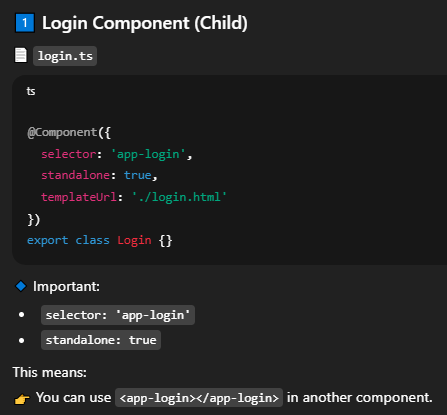 1 Login Component (Child)
login.ts
ts
@Component({
  selector: 'app-login',
  standalone: true,
  templateUrl: './login.html'
})
export class Login {}
Important:
• selector: 'app-login'
• standalone: true
This means:
You can use <app-login></app-login> in another component.